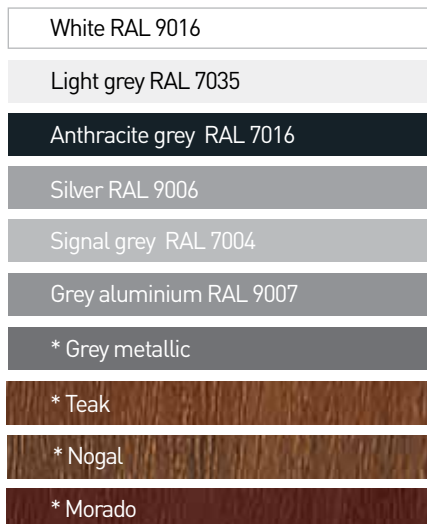 White RAL 9016
Light grey RAL 7035
Anthracite grey RAL 7016
Silver RAL 9006
Signal grey RAL 7004
Grey aluminium RAL 9007
* Grey metallic
* Teak
* Nogal
* Morado